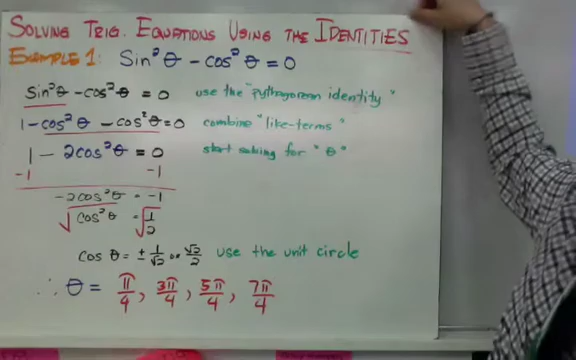 SOLVING TRIG. EQUATIONS USING THE IDENTITIES
EXAMPLE 1: Sin²θ - cos²θ = 0
Sin²θ - cos²θ = 0 use the "pythagorean identity"
1 - cos²θ - cos²θ = 0 combine "like-terms"
1 - 2cos²θ = 0 start solving for "θ"
-1 -1
-2cos²θ = -1
√cos²θ = √1/2
cos θ = ± 1/√2 or √2/2 use the unit circle
∴ θ = π/4, 3π/4, 5π/4, 7π/4